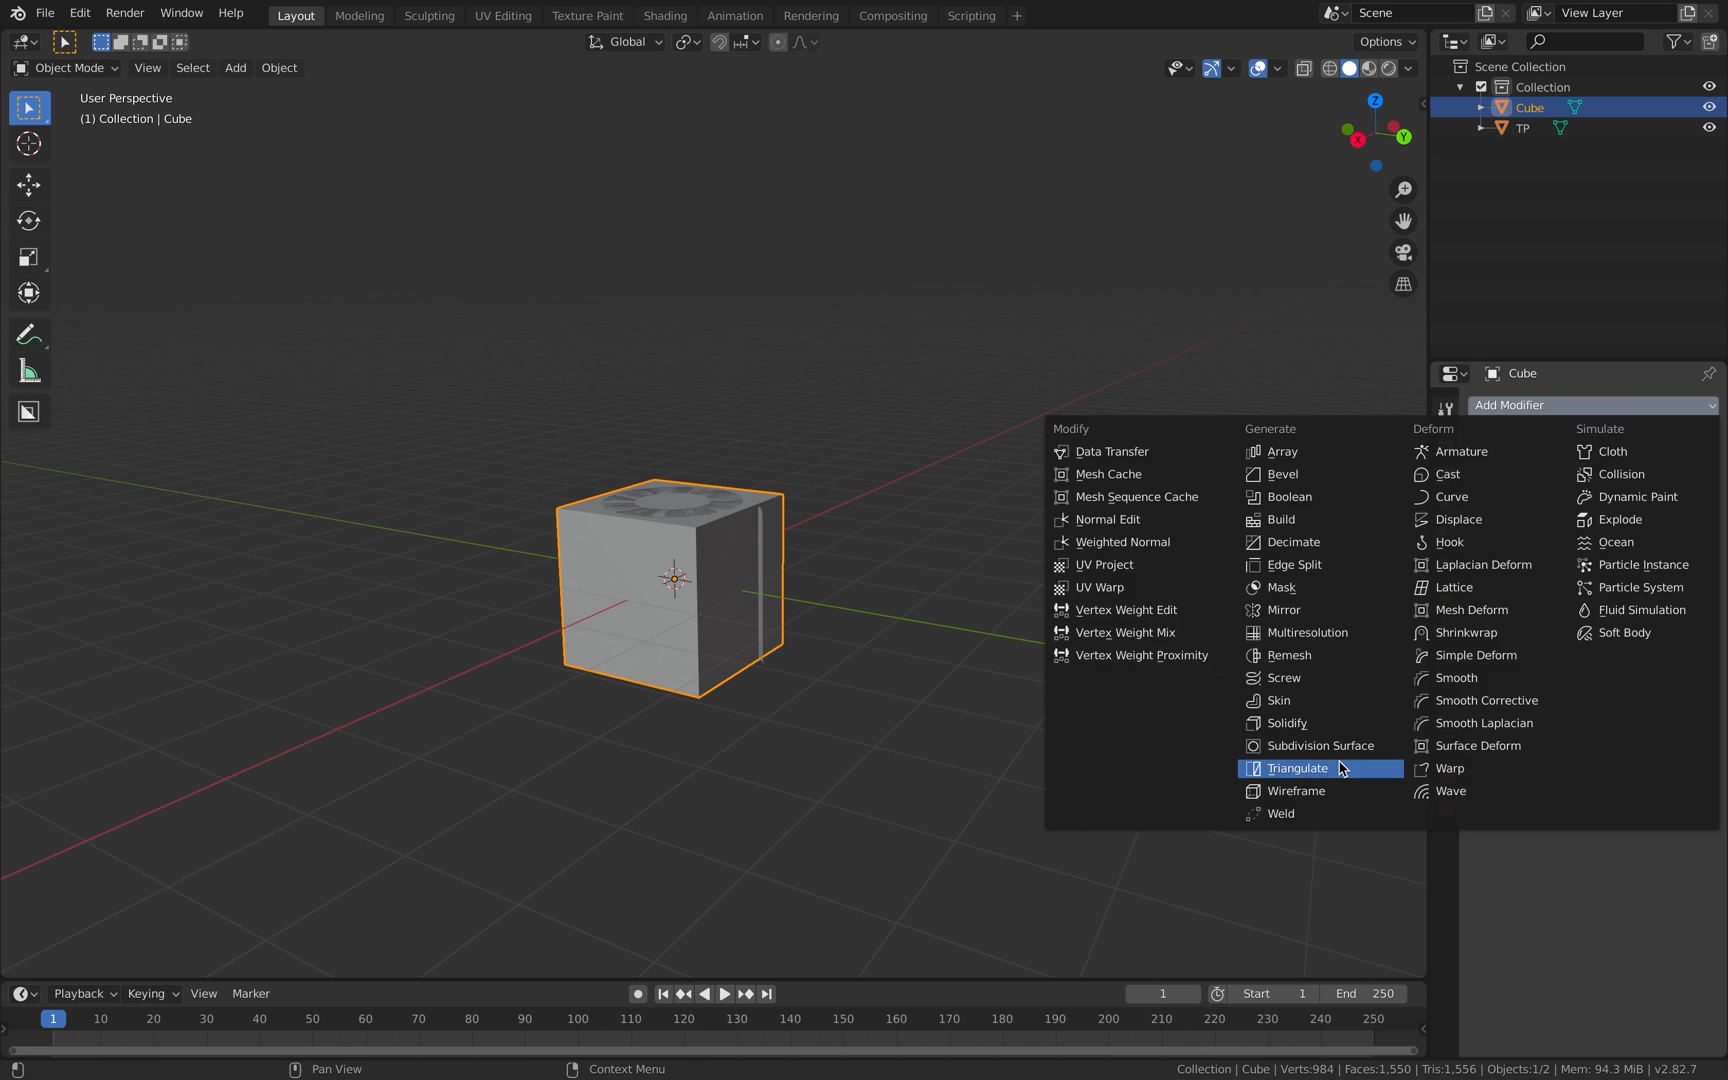 File Edit Render Window Help Layout Modeling Sculpting UV Editing Texture Paint Shading Animation Rendering Compositing Scripting + Scene View Layer
Global Options
Object Mode View Select Add Object
User Perspective
(1) Collection | Cube
Z
X
Y
Scene Collection
Collection
Cube
TP
Cube
Add Modifier
Modify
Data Transfer
Mesh Cache
Mesh Sequence Cache
Normal Edit
Weighted Normal
UV Project
UV Warp
Vertex Weight Edit
Vertex Weight Mix
Vertex Weight Proximity
Generate
Array
Bevel
Boolean
Build
Decimate
Edge Split
Mask
Mirror
Multiresolution
Remesh
Screw
Skin
Solidify
Subdivision Surface
Triangulate
Wireframe
Weld
Deform
Armature
Cast
Curve
Displace
Hook
Laplacian Deform
Lattice
Mesh Deform
Shrinkwrap
Simple Deform
Smooth
Smooth Corrective
Smooth Laplacian
Surface Deform
Warp
Wave
Simulate
Cloth
Collision
Dynamic Paint
Explode
Ocean
Particle Instance
Particle System
Fluid Simulation
Soft Body
Playback Keying View Marker 1 Start 1 End 250
1 10 20 30 40 50 60 70 80 90 100 110 120 130 140 150 160 170 180 190 200 210 220 230 240 250
Pan View Context Menu Collection | Cube | Verts:984 | Faces:1,550 | Tris:1,556 | Objects:1/2 | Mem: 94.3 MiB | v2.82.7